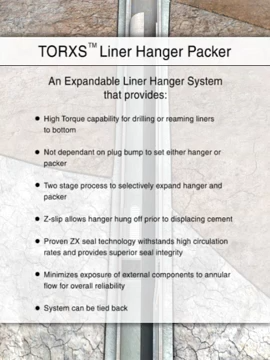 TORXS™ Liner Hanger Packer
An Expandable Liner Hanger System
that provides:
• High Torque capability for drilling or reaming liners
to bottom
• Not dependant on plug bump to set either hanger or
packer
• Two stage process to selectively expand hanger and
packer
• Z-slip allows hanger hung off prior to displacing cement
• Proven ZX seal technology withstands high circulation
rates and provides superior seal integrity
• Minimizes exposure of external components to annular
flow for overall reliability
• System can be tied back